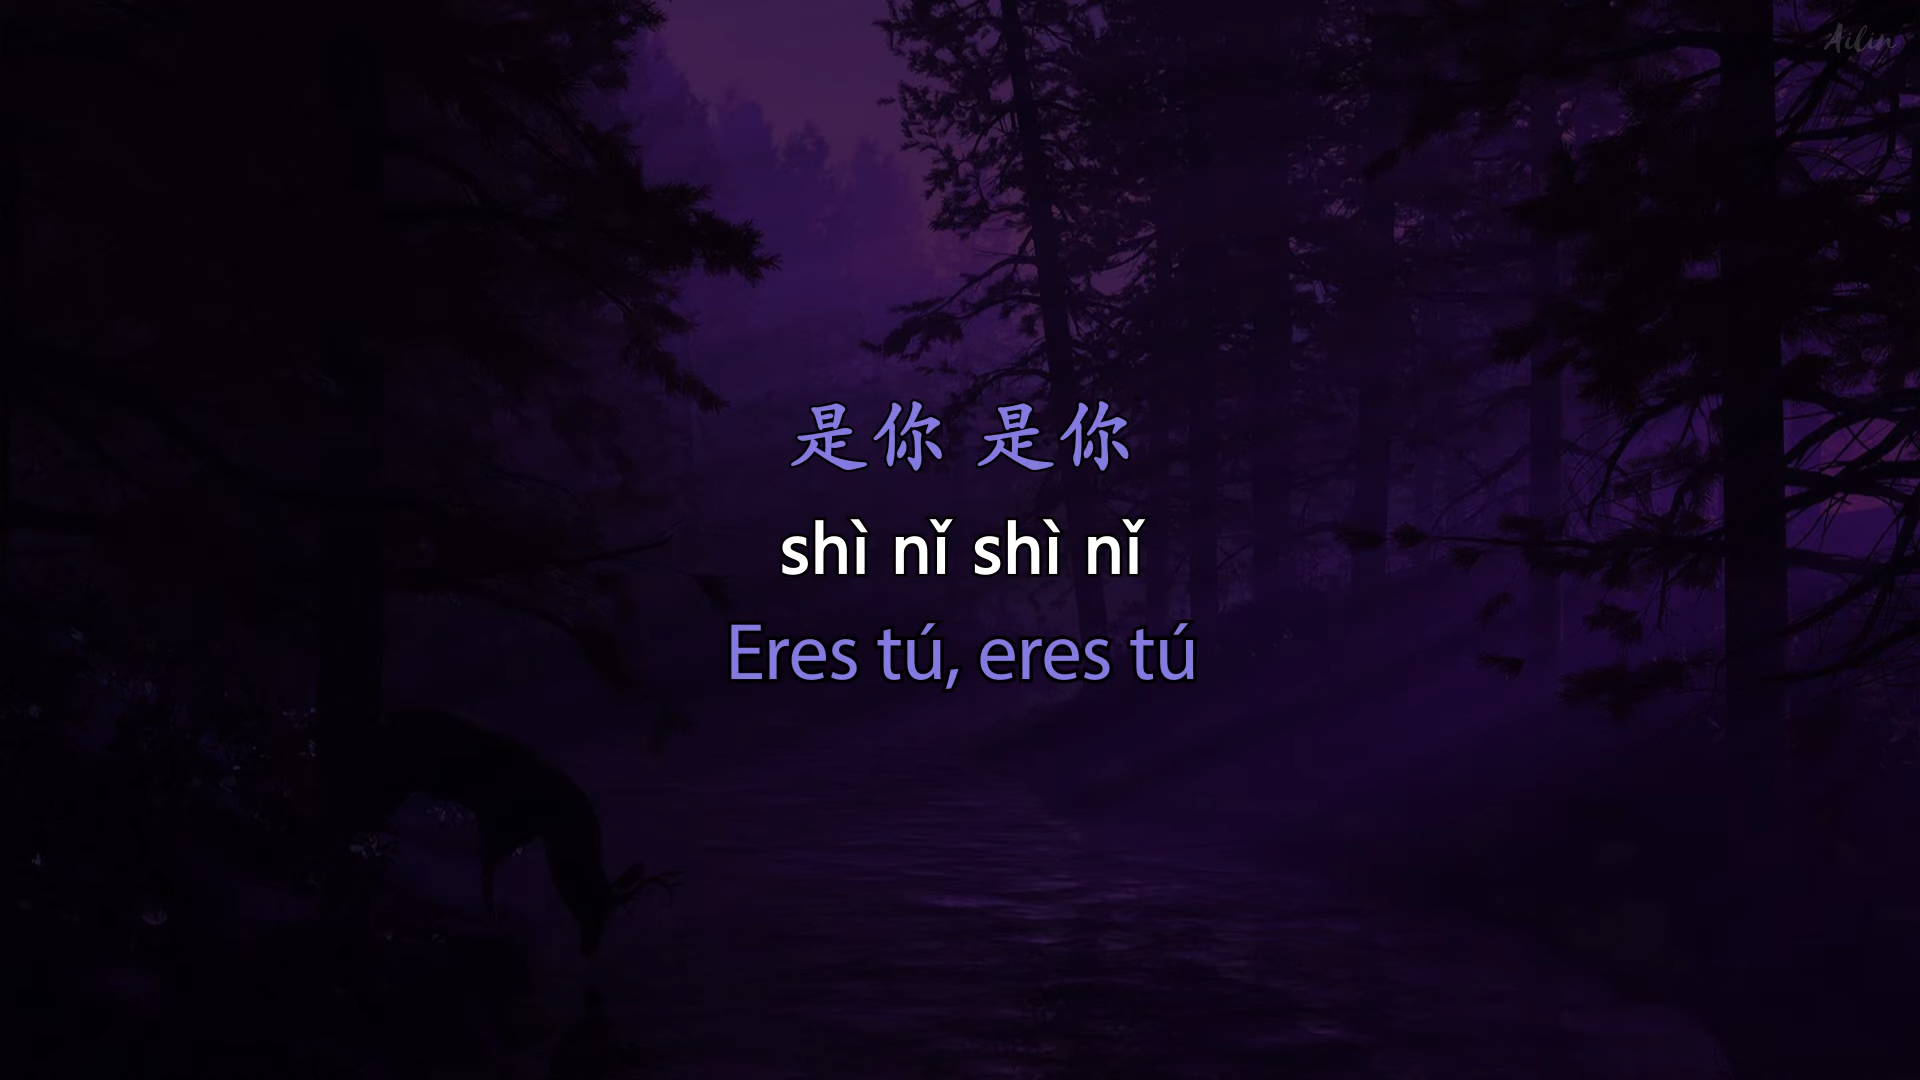 Ailin
是你 是你
shì nǐ shì nǐ
Eres tú, eres tú